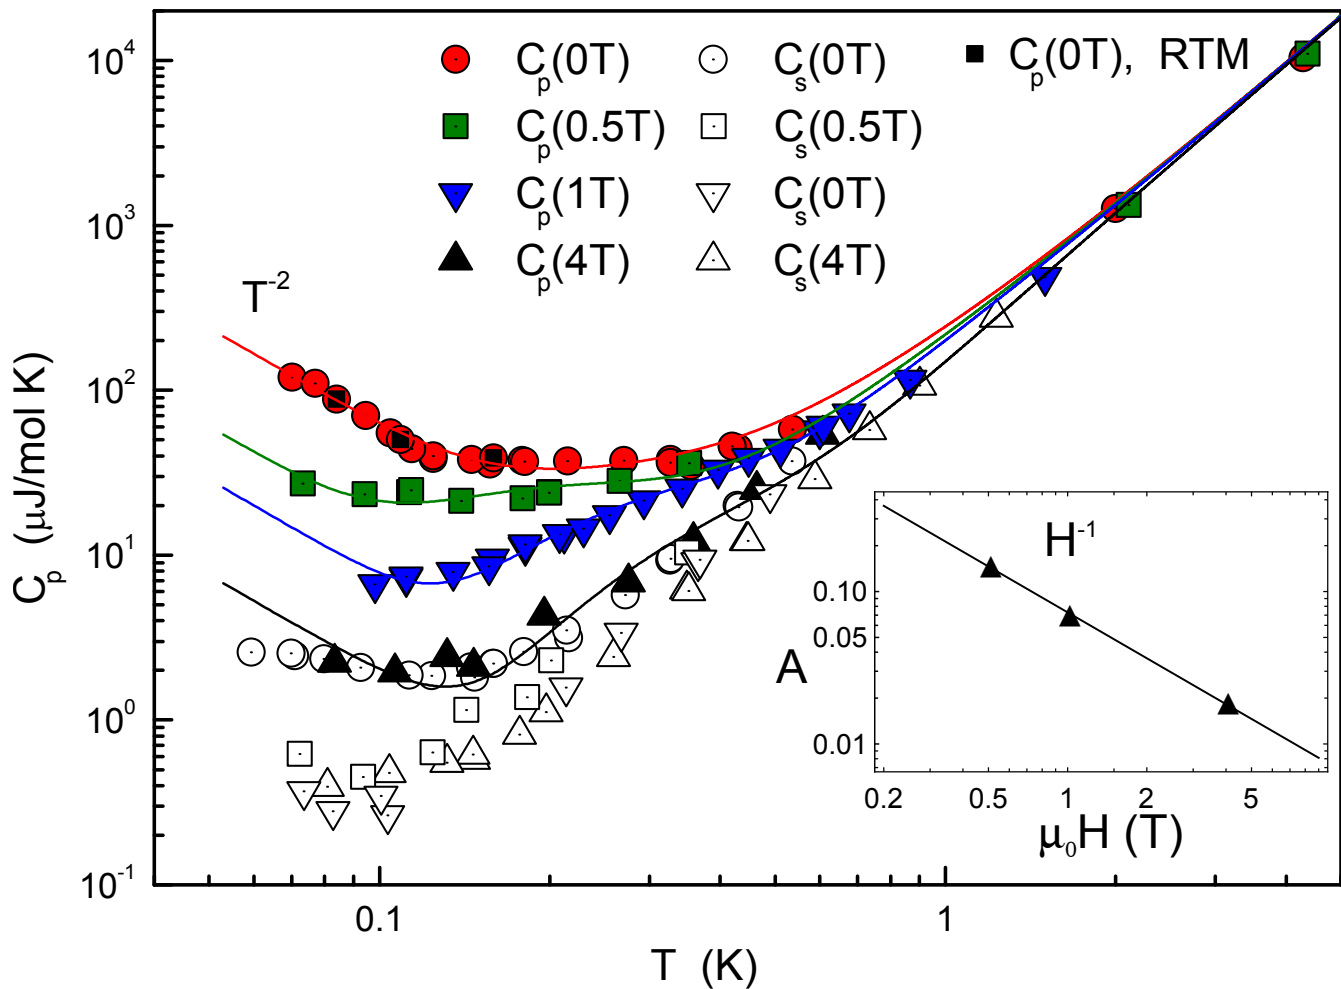 C_p(0T)
C_s(0T)
C_p(0T), RTM
C_p(0.5T)
C_s(0.5T)
C_p(1T)
C_s(0T)
C_p(4T)
C_s(4T)
T^-2
C_p (μJ/mol K)
10^4
10^3
10^2
10^1
10^0
10^-1
0.1
1
T (K)
H^-1
A
0.10
0.05
0.01
0.2
0.5
1
2
5
μ_0H (T)